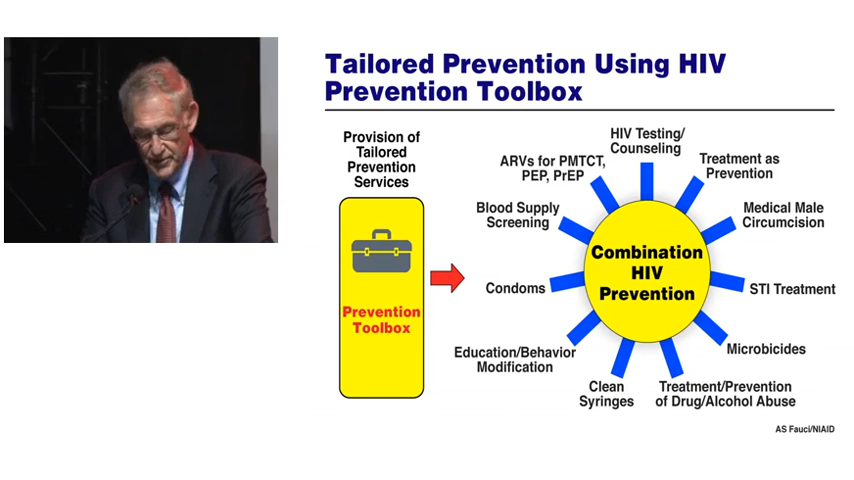 Tailored Prevention Using HIV
Prevention Toolbox
Provision of
Tailored
Prevention
Services
Prevention
Toolbox
HIV Testing/
Counseling
ARVs for PMTCT,
PEP, PrEP
Treatment as
Prevention
Blood Supply
Screening
Medical Male
Circumcision
Combination
HIV
Prevention
Condoms
STI Treatment
Education/Behavior
Modification
Microbicides
Clean
Syringes
Treatment/Prevention
of Drug/Alcohol Abuse
AS Fauci/NIAID